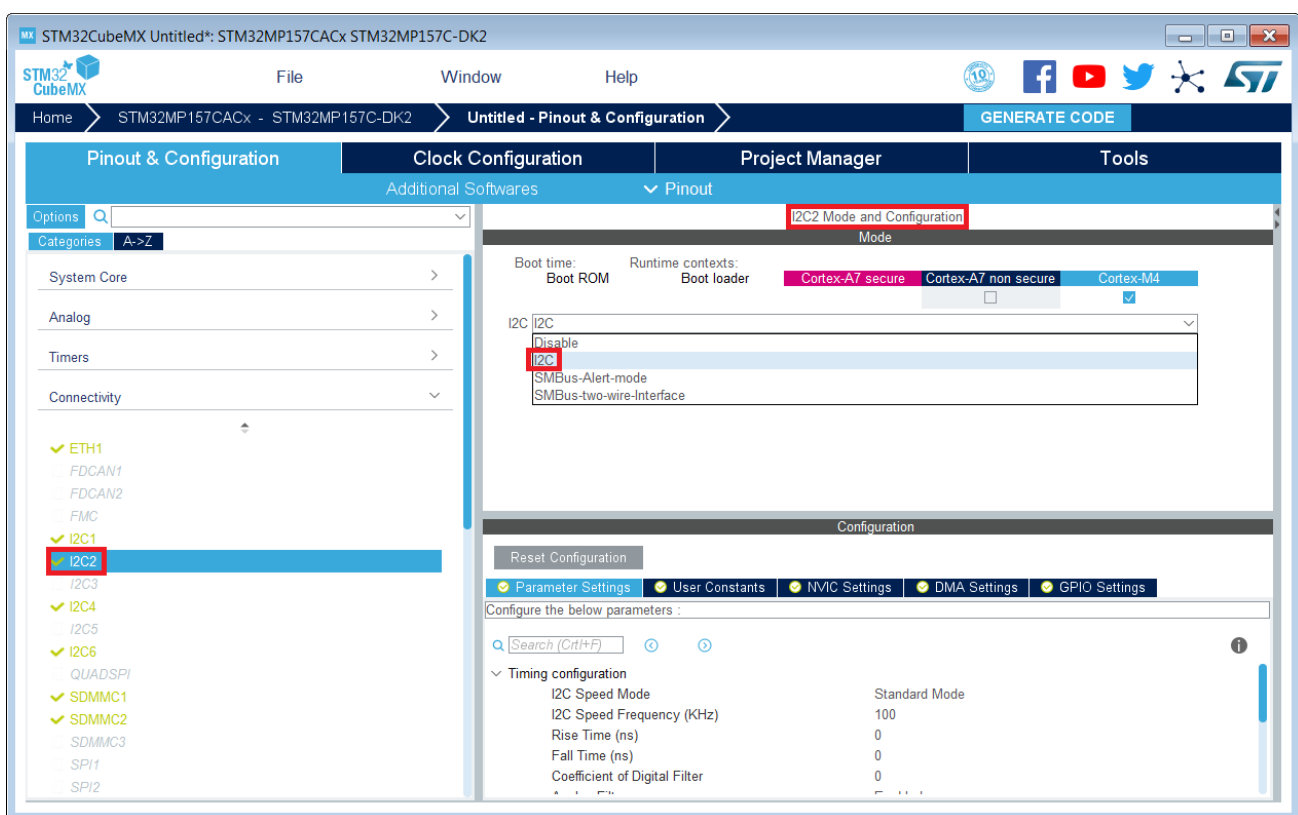 MX STM32CubeMX Untitled*: STM32MP157CACx STM32MP157C-DK2
STM32 CubeMX File Window Help 10 ST
Home STM32MP157CACx - STM32MP157C-DK2 Untitled - Pinout & Configuration GENERATE CODE
Pinout & Configuration Clock Configuration Project Manager Tools
Additional Softwares Pinout
Options
Categories A->Z
System Core
Analog
Timers
Connectivity
ETH1
FDCAN1
FDCAN2
FMC
I2C1
I2C2
I2C3
I2C4
I2C5
I2C6
QUADSPI
SDMMC1
SDMMC2
SDMMC3
SPI1
SPI2
I2C2 Mode and Configuration
Mode
Boot time: Runtime contexts:
Boot ROM Boot loader Cortex-A7 secure Cortex-A7 non secure Cortex-M4
I2C I2C
Disable
I2C
SMBus-Alert-mode
SMBus-two-wire-Interface
Configuration
Reset Configuration
Parameter Settings User Constants NVIC Settings DMA Settings GPIO Settings
Configure the below parameters :
Search (Crtl+F)
Timing configuration
I2C Speed Mode Standard Mode
I2C Speed Frequency (KHz) 100
Rise Time (ns) 0
Fall Time (ns) 0
Coefficient of Digital Filter 0